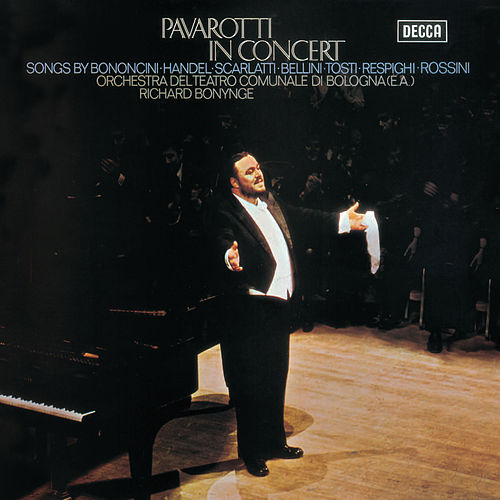 PAVAROTTI
IN CONCERT
DECCA
SONGS BY BONONCINI·HANDEL·SCARLATTI·BELLINI·TOSTI·RESPIGHI·ROSSINI
ORCHESTRA DEL TEATRO COMUNALE DI BOLOGNA (E.A.)
RICHARD BONYNGE